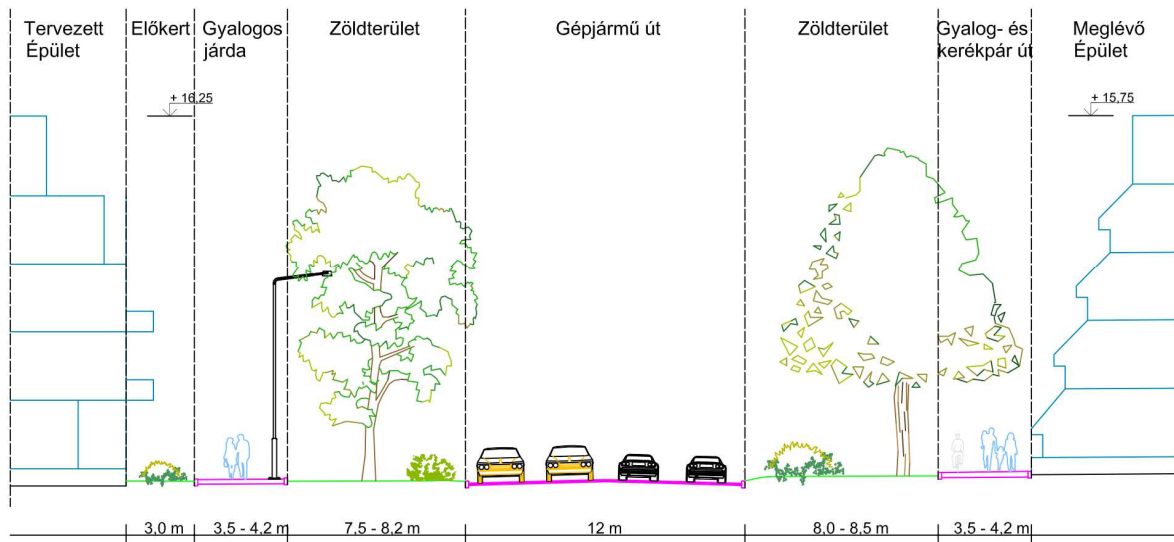 Tervezett
Épület
Előkert
Gyalogos
járda
Zöldterület
Gépjármű út
Zöldterület
Gyalog- és
kerékpár út
Meglévő
Épület
+ 16,25
+ 15,75
3,0 m
3,5 - 4,2 m
7,5 - 8,2 m
12 m
8,0 - 8,5 m
3,5 - 4,2 m